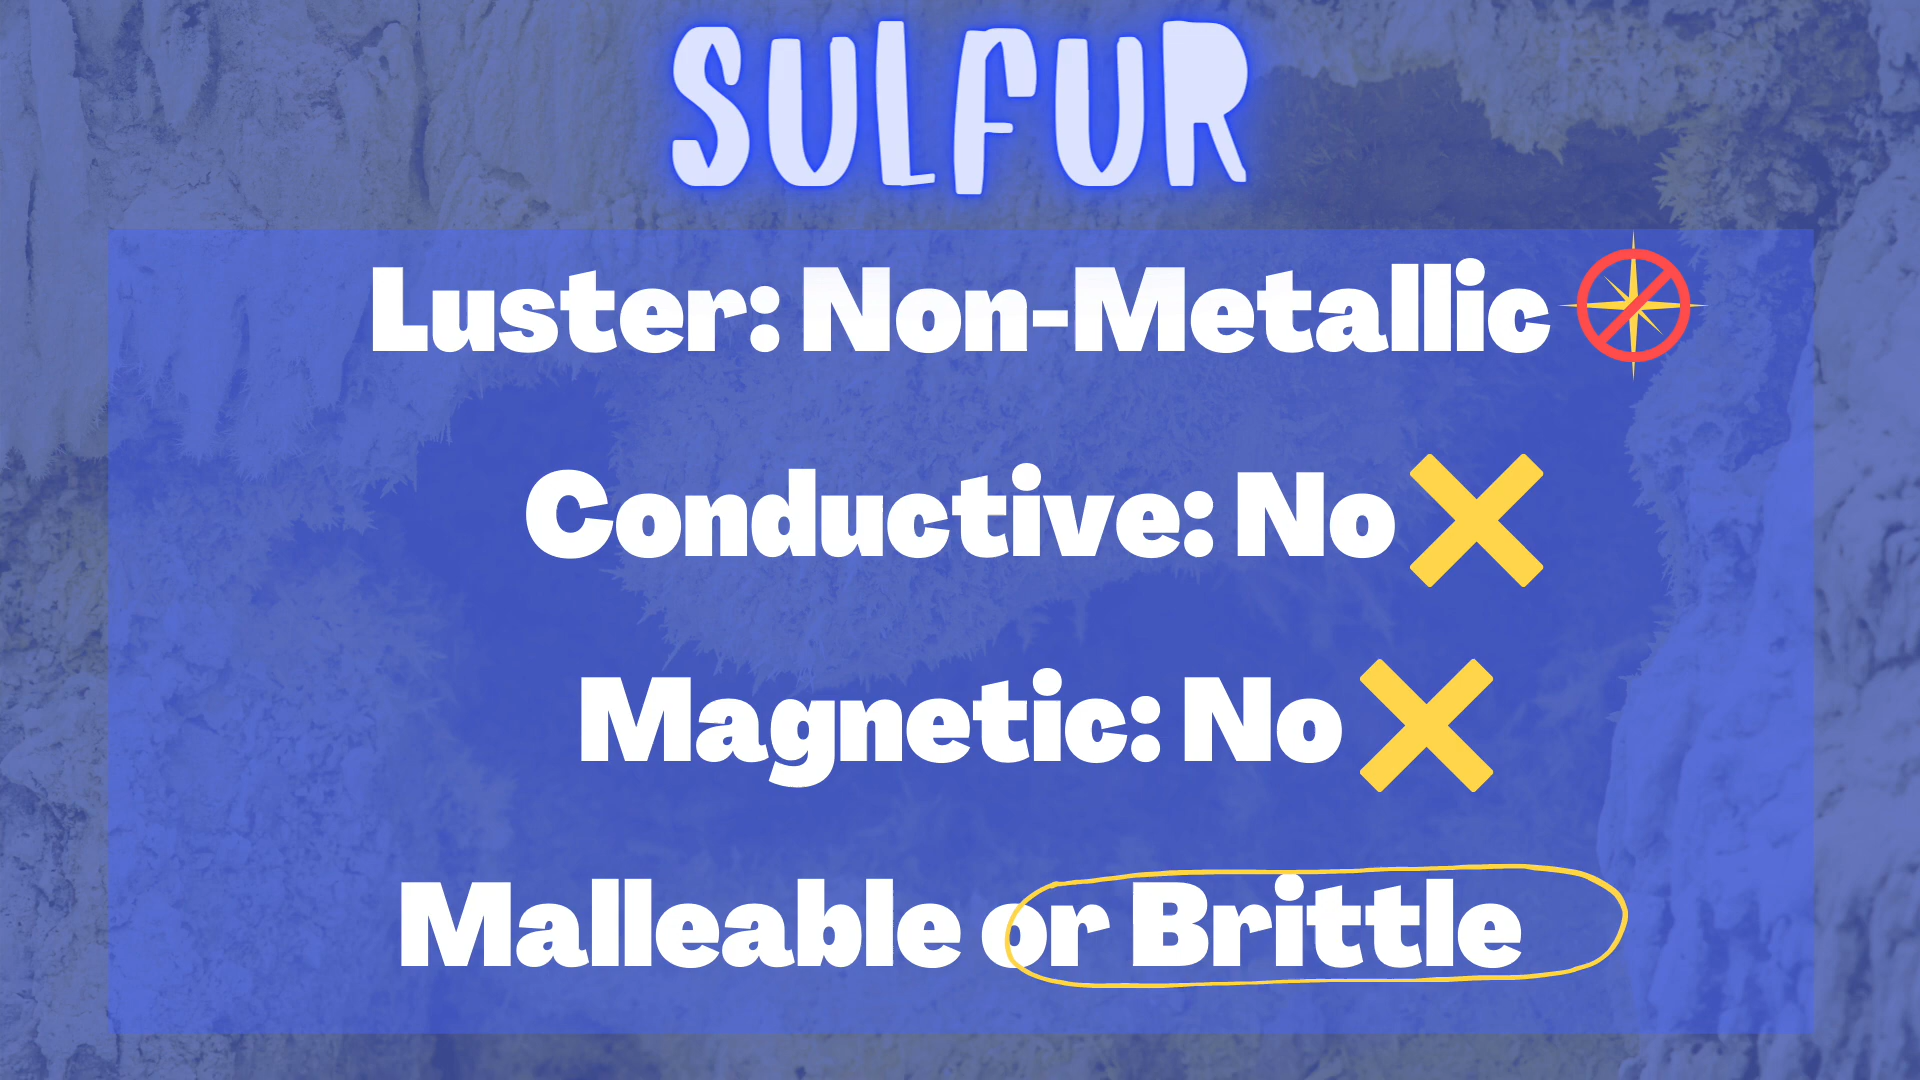 SULFUR
Luster: Non-Metallic
Conductive: No
Magnetic: No
Malleable or Brittle